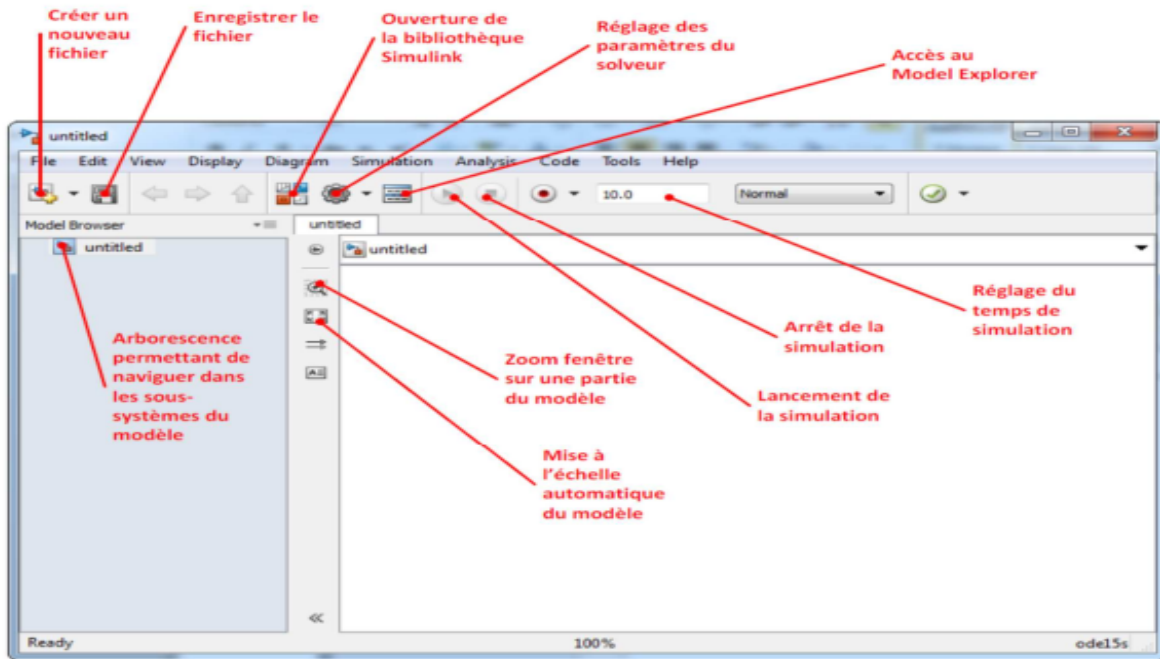 Créer un
nouveau
fichier
Enregistrer le
fichier
Ouverture de
la bibliothèque
Simulink
Réglage des
paramètres du
solveur
Accès au
Model Explorer
untitled
File Edit View Display Diagram Simulation Analysis Code Tools Help
10.0 Normal
Model Browser untitled
untitled untitled
Arborescence
permettant de
naviguer dans
les sous-
systèmes du
modèle
Zoom fenêtre
sur une partie
du modèle
Mise à
l'échelle
automatique
du modèle
Arrêt de la
simulation
Lancement de
la simulation
Réglage du
temps de
simulation
Ready 100% ode15s